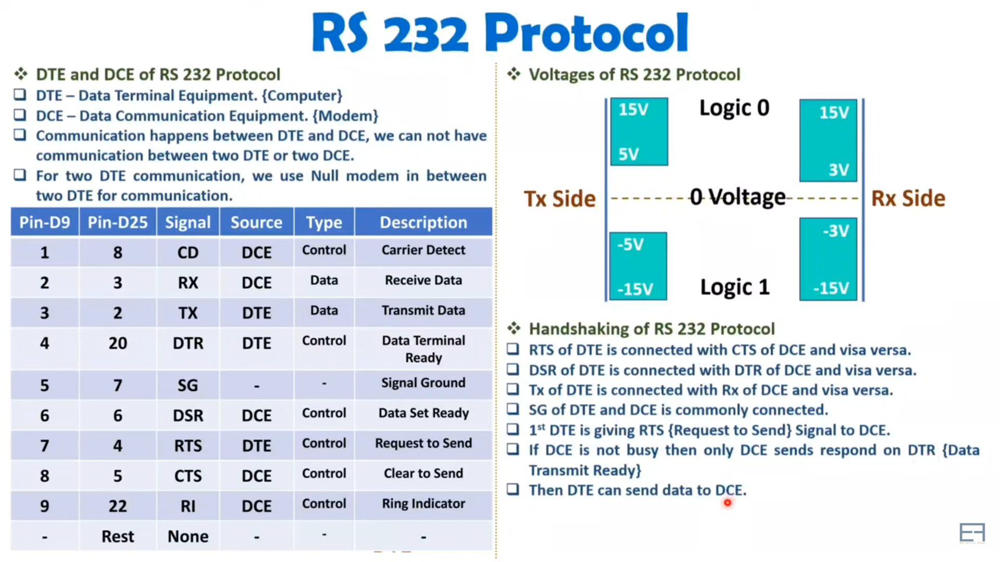 RS 232 Protocol
❖ DTE and DCE of RS 232 Protocol
❑ DTE – Data Terminal Equipment. {Computer}
❑ DCE – Data Communication Equipment. {Modem}
❑ Communication happens between DTE and DCE, we can not have
communication between two DTE or two DCE.
❑ For two DTE communication, we use Null modem in between
two DTE for communication.
Pin-D9 Pin-D25 Signal Source Type Description
1 8 CD DCE Control Carrier Detect
2 3 RX DCE Data Receive Data
3 2 TX DTE Data Transmit Data
4 20 DTR DTE Control Data Terminal
Ready
5 7 SG - - Signal Ground
6 6 DSR DCE Control Data Set Ready
7 4 RTS DTE Control Request to Send
8 5 CTS DCE Control Clear to Send
9 22 RI DCE Control Ring Indicator
- Rest None - - -
❖ Voltages of RS 232 Protocol
15V Logic 0 15V
5V 3V
Tx Side 0 Voltage Rx Side
-5V -3V
-15V Logic 1 -15V
❖ Handshaking of RS 232 Protocol
❑ RTS of DTE is connected with CTS of DCE and visa versa.
❑ DSR of DTE is connected with DTR of DCE and visa versa.
❑ Tx of DTE is connected with Rx of DCE and visa versa.
❑ SG of DTE and DCE is commonly connected.
❑ 1st DTE is giving RTS {Request to Send} Signal to DCE.
❑ If DCE is not busy then only DCE sends respond on DTR {Data
Transmit Ready}
❑ Then DTE can send data to DCE.